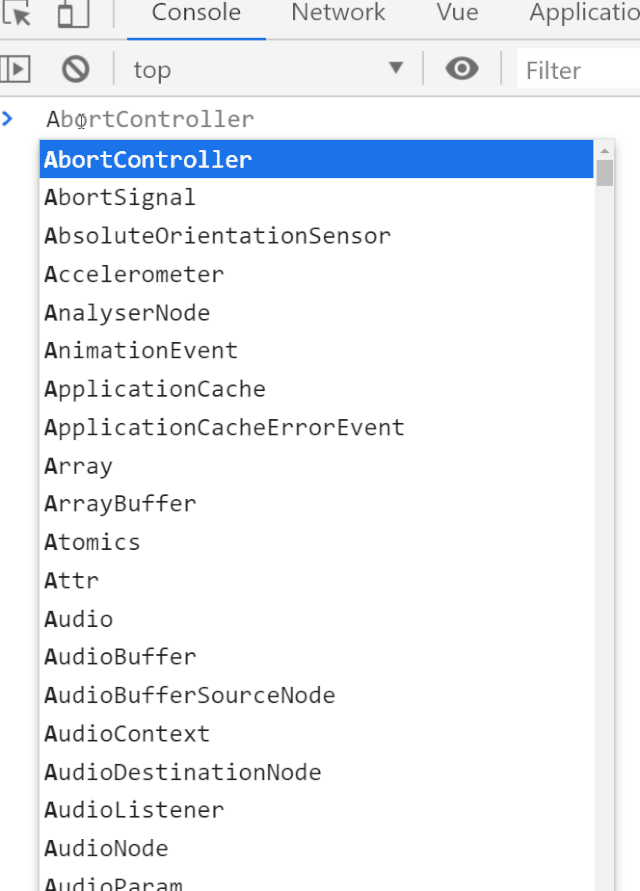 Console Network Vue Applicatio
top Filter
AbortController
AbortController
AbortSignal
AbsoluteOrientationSensor
Accelerometer
AnalyserNode
AnimationEvent
ApplicationCache
ApplicationCacheErrorEvent
Array
ArrayBuffer
Atomics
Attr
Audio
AudioBuffer
AudioBufferSourceNode
AudioContext
AudioDestinationNode
AudioListener
AudioNode
AudioParam